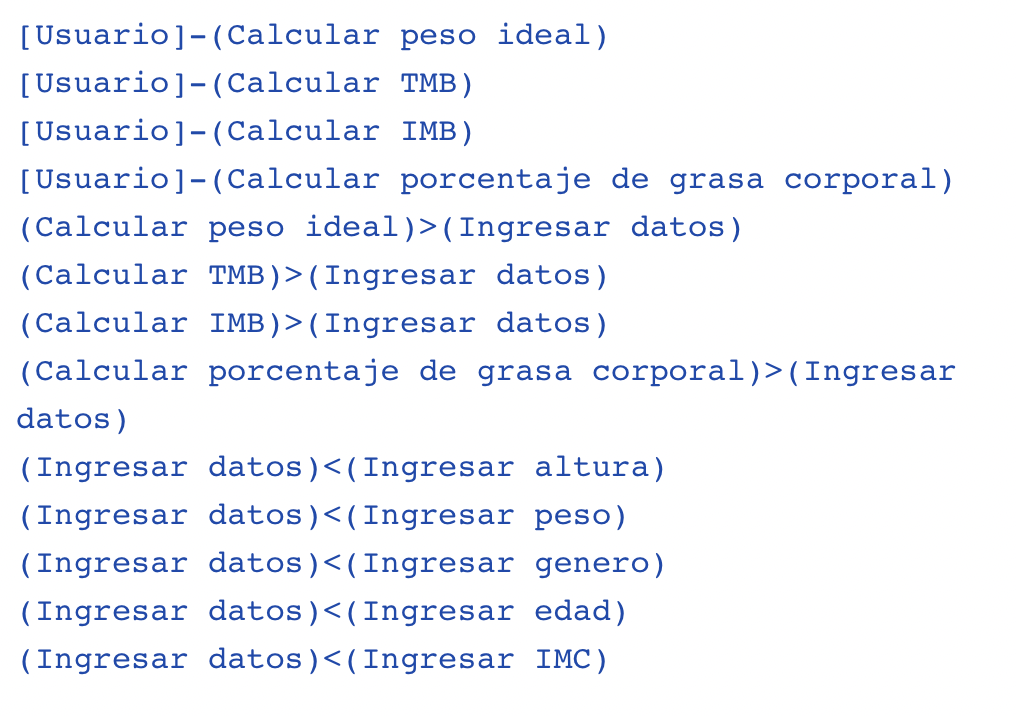 [Usuario]-(Calcular peso ideal)
[Usuario]-(Calcular TMB)
[Usuario]-(Calcular IMB)
[Usuario]-(Calcular porcentaje de grasa corporal)
(Calcular peso ideal)>(Ingresar datos)
(Calcular TMB)>(Ingresar datos)
(Calcular IMB)>(Ingresar datos)
(Calcular porcentaje de grasa corporal)>(Ingresar
datos)
(Ingresar datos)<(Ingresar altura)
(Ingresar datos)<(Ingresar peso)
(Ingresar datos)<(Ingresar genero)
(Ingresar datos)<(Ingresar edad)
(Ingresar datos)<(Ingresar IMC)